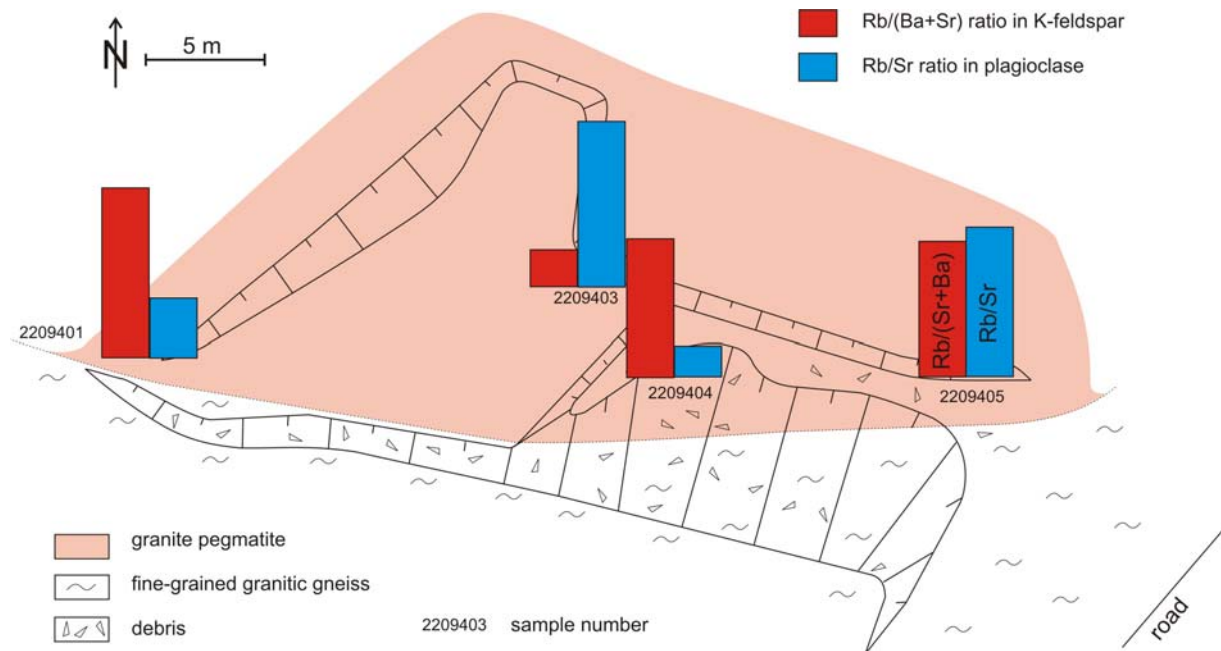 N
5 m
Rb/(Ba+Sr) ratio in K-feldspar
Rb/Sr ratio in plagioclase
2209401
2209403
2209404
2209405
Rb/(Sr+Ba)
Rb/Sr
granite pegmatite
fine-grained granitic gneiss
debris
2209403 sample number
road